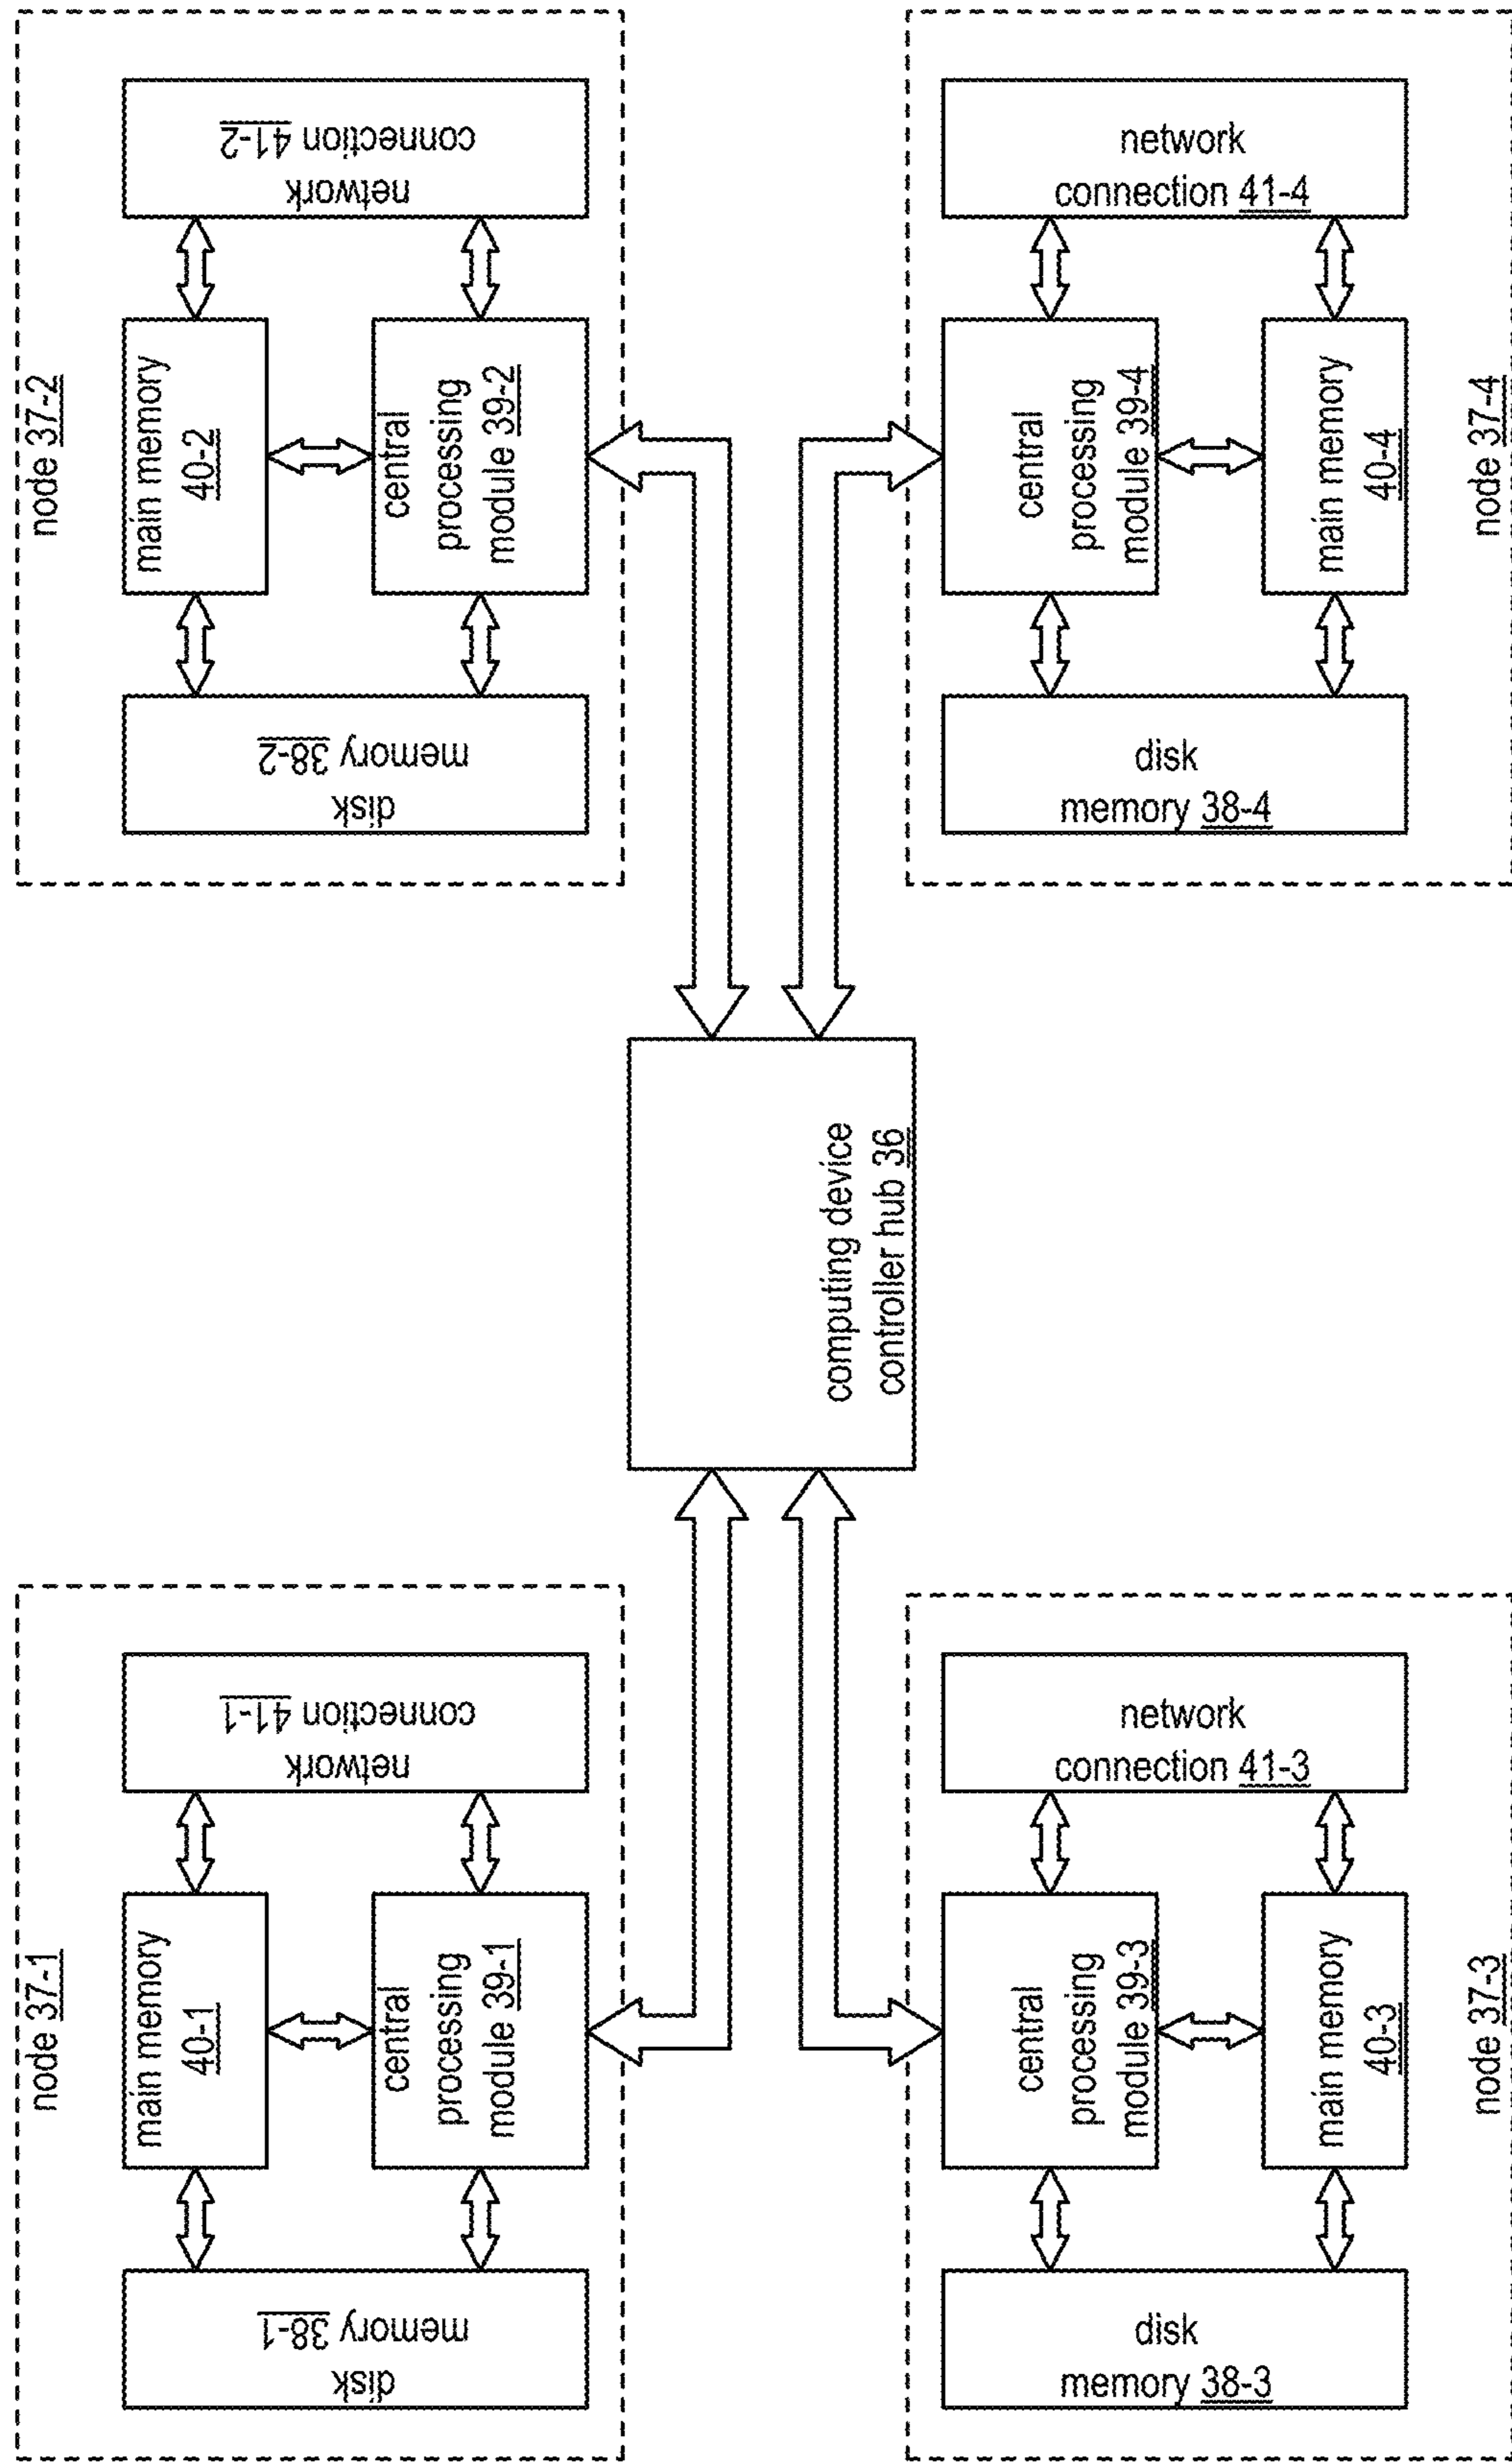 node 37-1
main memory
40-1
central
processing
module 39-1
disk
memory 38-1
network
connection 41-1
node 37-2
main memory
40-2
central
processing
module 39-2
disk
memory 38-2
network
connection 41-2
computing device
controller hub 36
disk
memory 38-3
central
processing
module 39-3
main memory
40-3
network
connection 41-3
node 37-3
disk
memory 38-4
central
processing
module 39-4
main memory
40-4
network
connection 41-4
node 37-4